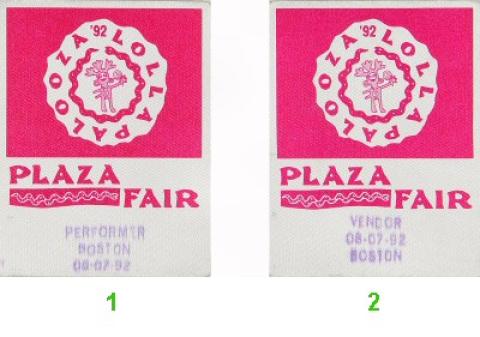 '92 LOLLAPALOOZA
PLAZA
FAIR
PERFORMER
BOSTON
08-07-92
1
'92 LOLLAPALOOZA
PLAZA
FAIR
VENDOR
08-07-92
BOSTON
2